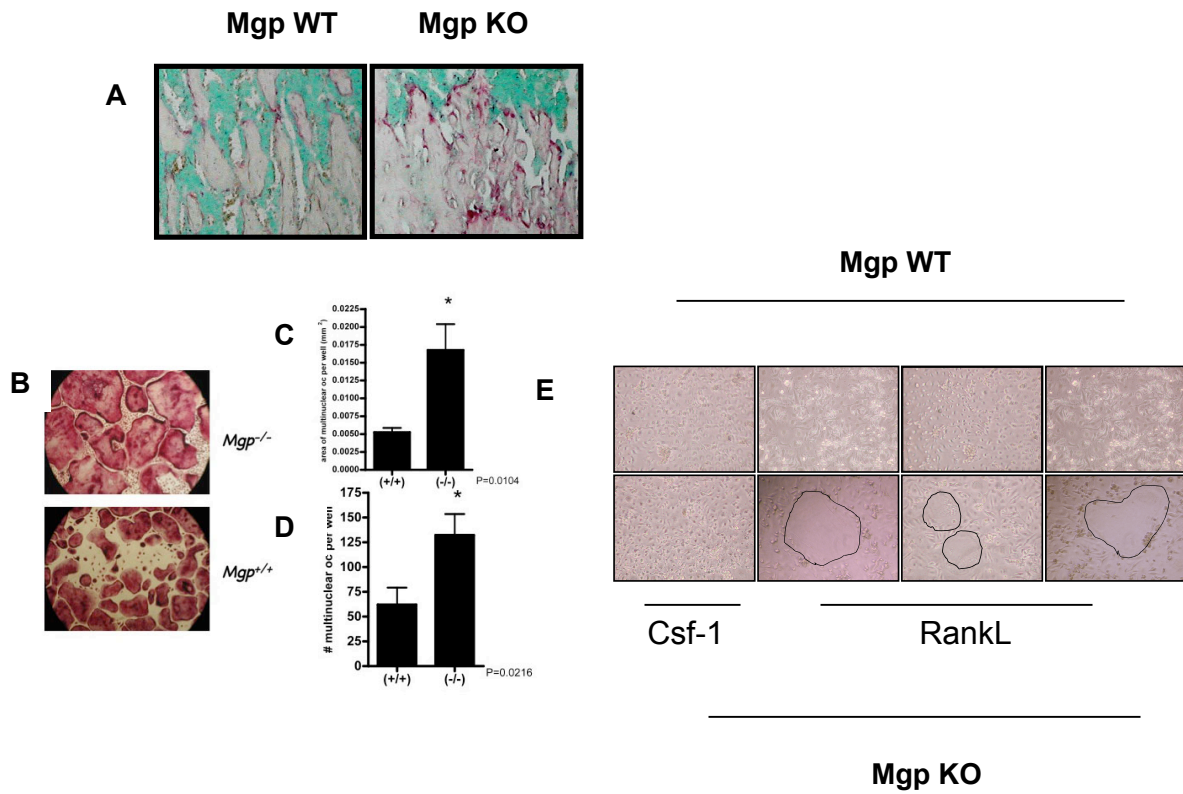 Mgp WT
Mgp KO
A
B
Mgp-/-
Mgp+/+
C
area of multinuclear oc per well (mm2)
0.0225
0.0200
0.0175
0.0150
0.0125
0.0100
0.0075
0.0050
0.0025
0.0000
*
(+/+)
(-/-)
P=0.0104
D
# multinuclear oc per well
175
150
125
100
75
50
25
0
*
(+/+)
(-/-)
P=0.0216
Mgp WT
E
Csf-1
RankL
Mgp KO